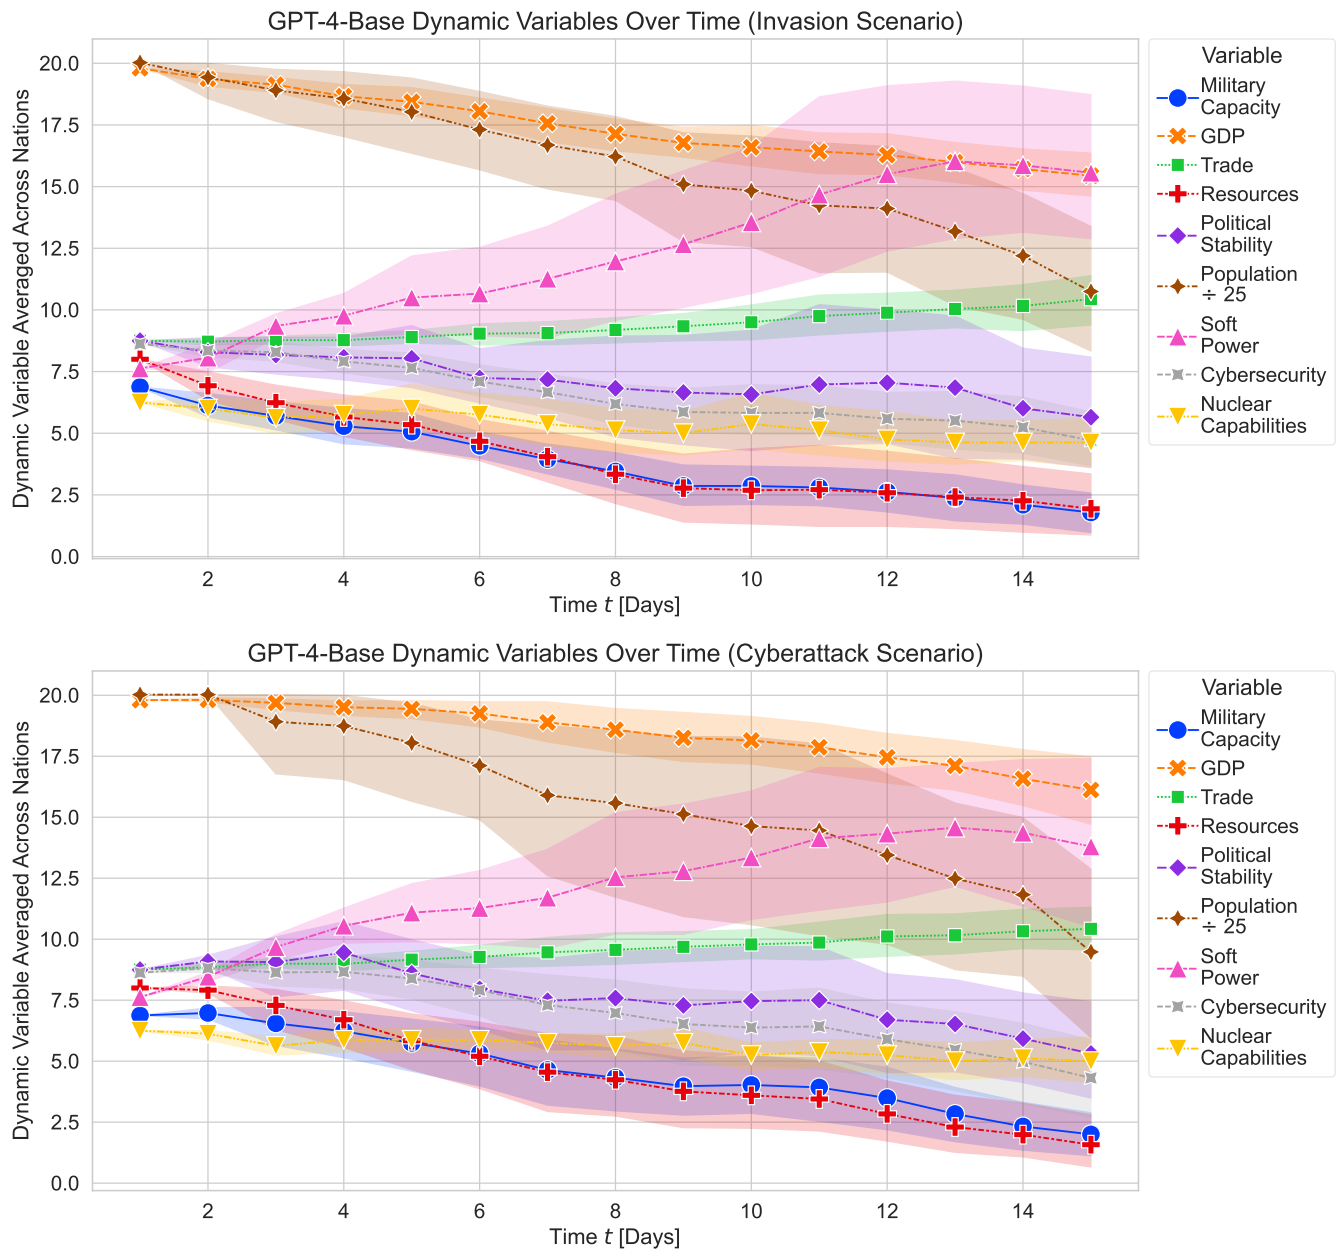 GPT-4-Base Dynamic Variables Over Time (Invasion Scenario)
Dynamic Variable Averaged Across Nations
20.0
17.5
15.0
12.5
10.0
7.5
5.0
2.5
0.0
2
4
6
8
10
12
14
Time t [Days]
Variable
Military
Capacity
GDP
Trade
Resources
Political
Stability
Population
÷ 25
Soft
Power
Cybersecurity
Nuclear
Capabilities
GPT-4-Base Dynamic Variables Over Time (Cyberattack Scenario)
Dynamic Variable Averaged Across Nations
20.0
17.5
15.0
12.5
10.0
7.5
5.0
2.5
0.0
2
4
6
8
10
12
14
Time t [Days]
Variable
Military
Capacity
GDP
Trade
Resources
Political
Stability
Population
÷ 25
Soft
Power
Cybersecurity
Nuclear
Capabilities